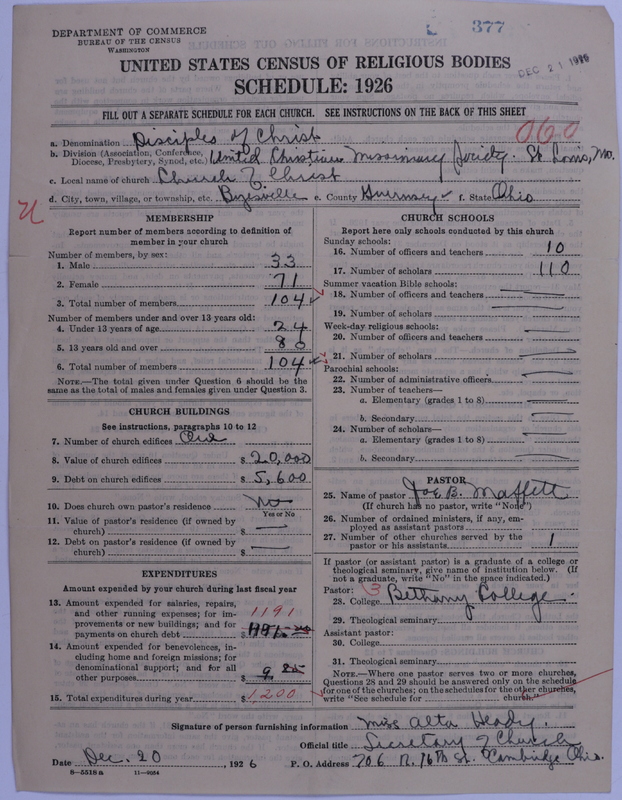 DEPARTMENT OF COMMERCE
BUREAU OF THE CENSUS
WASHINGTON
377
DEC 21 1926
UNITED STATES CENSUS OF RELIGIOUS BODIES
SCHEDULE: 1926
FILL OUT A SEPARATE SCHEDULE FOR EACH CHURCH. SEE INSTRUCTIONS ON THE BACK OF THIS SHEET
060
a. Denomination Disciples of Christ
b. Division (Association, Conference, Diocese, Presbytery, Synod, etc.) United Christian Missionary Society. St. Louis, Mo.
c. Local name of church Church of Christ
d. City, town, village, or township, etc. Byesville e. County Guernsey f. State Ohio
MEMBERSHIP
Report number of members according to definition of
member in your church
Number of members, by sex:
1. Male 33
2. Female 71
3. Total number of members 104
Number of members under and over 13 years old:
4. Under 13 years of age 24
5. 13 years old and over 80
6. Total number of members 104
NOTE.—The total given under Question 6 should be the
same as the total of males and females given under Question 3.
CHURCH BUILDINGS
See instructions, paragraphs 10 to 12
7. Number of church edifices One
8. Value of church edifices $ 20,000
9. Debt on church edifices $ 5,600
10. Does church own pastor's residence No
Yes or No
11. Value of pastor's residence (if owned by
church) $
12. Debt on pastor's residence (if owned by
church) $
EXPENDITURES
Amount expended by your church during last fiscal year
13. Amount expended for salaries, repairs,
and other running expenses; for im- 1191
provements or new buildings; and for
payments on church debt $
14. Amount expended for benevolences, in-
cluding home and foreign missions; for
denominational support; and for all
other purposes $ 9
15. Total expenditures during year $ 1,200
CHURCH SCHOOLS
Report here only schools conducted by this church
Sunday schools:
16. Number of officers and teachers 10
17. Number of scholars 110
Summer vacation Bible schools:
18. Number of officers and teachers
19. Number of scholars
Week-day religious schools:
20. Number of officers and teachers
21. Number of scholars
Parochial schools:
22. Number of administrative officers
23. Number of teachers—
a. Elementary (grades 1 to 8)
b. Secondary
24. Number of scholars—
a. Elementary (grades 1 to 8)
b. Secondary
PASTOR
25. Name of pastor Joe B. Maffett
(If church has no pastor, write "None")
26. Number of ordained ministers, if any, em-
ployed as assistant pastors
27. Number of other churches served by the
pastor or his assistants 1
If pastor (or assistant pastor) is a graduate of a college or
theological seminary, give name of institution below. (If
not a graduate, write "No" in the space indicated.)
Pastor: 3
28. College Bethany College.
29. Theological seminary
Assistant pastor:
30. College
31. Theological seminary
NOTE.—Where one pastor serves two or more churches,
Questions 28 and 29 should be answered only on the schedule
for one of the churches; on the schedules for the other churches,
write "See schedule for church."
Signature of person furnishing information Miss Alta Heady.
Official title Secretary of Church
Date Dec. 20, 1926 P. O. Address 706 N. 16th St. Cambridge Ohio.
8—5518 a 11—9054